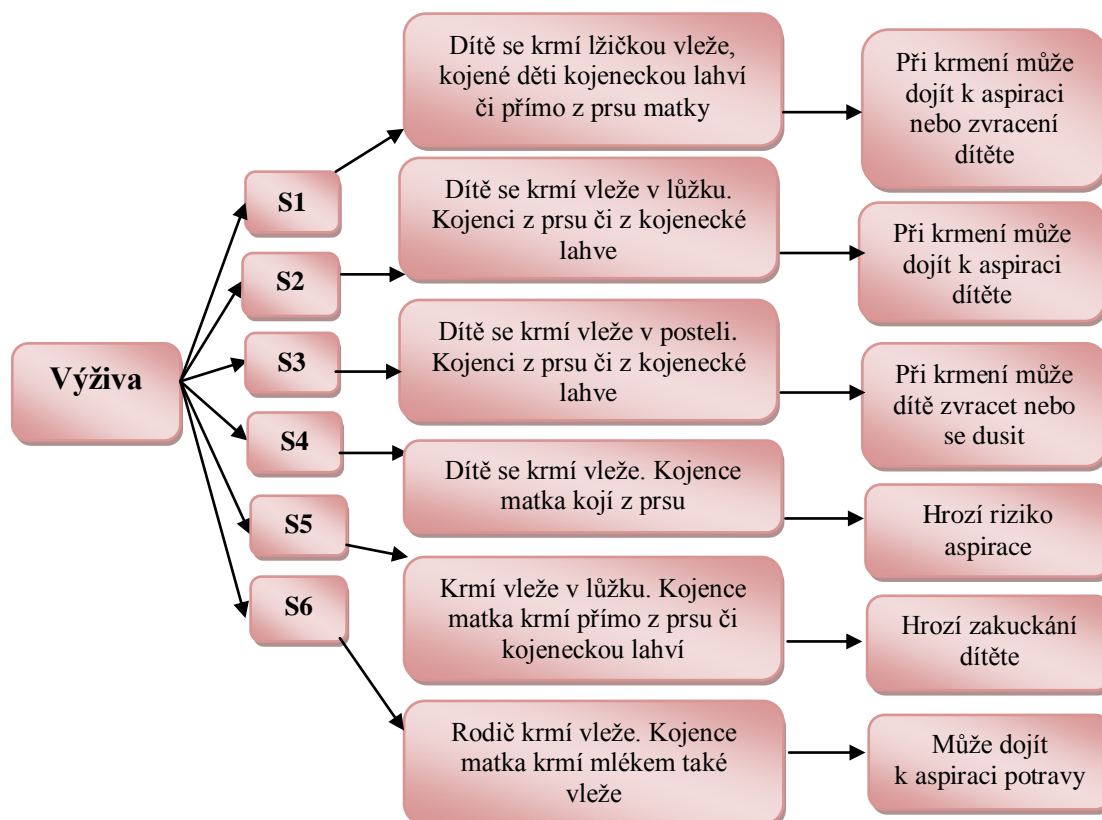 Výživa
S1
Dítě se krmí lžičkou vleže,
kojené děti kojeneckou lahví
či přímo z prsu matky
Při krmení může
dojít k aspiraci
nebo zvracení
dítěte
S2
Dítě se krmí vleže v lůžku.
Kojenci z prsu či z kojenecké
lahve
Při krmení může
dojít k aspiraci
dítěte
S3
Dítě se krmí vleže v posteli.
Kojenci z prsu či z kojenecké
lahve
Při krmení může
dítě zvracet nebo
se dusit
S4
Dítě se krmí vleže. Kojence
matka kojí z prsu
Hrozí riziko
aspirace
S5
Krmí vleže v lůžku. Kojence
matka krmí přímo z prsu či
kojeneckou lahví
Hrozí zakuckání
dítěte
S6
Rodič krmí vleže. Kojence
matka krmí mlékem také
vleže
Může dojít
k aspiraci potravy